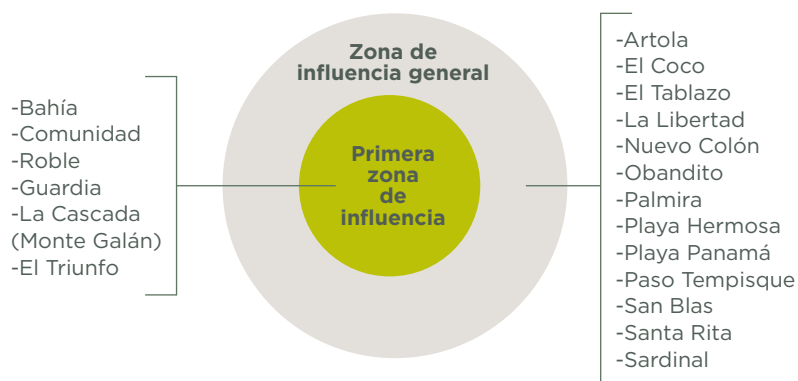 Zona de
influencia general
Primera
zona
de
influencia
-Bahía
-Comunidad
-Roble
-Guardia
-La Cascada
(Monte Galán)
-El Triunfo
-Artola
-El Coco
-El Tablazo
-La Libertad
-Nuevo Colón
-Obandito
-Palmira
-Playa Hermosa
-Playa Panamá
-Paso Tempisque
-San Blas
-Santa Rita
-Sardinal